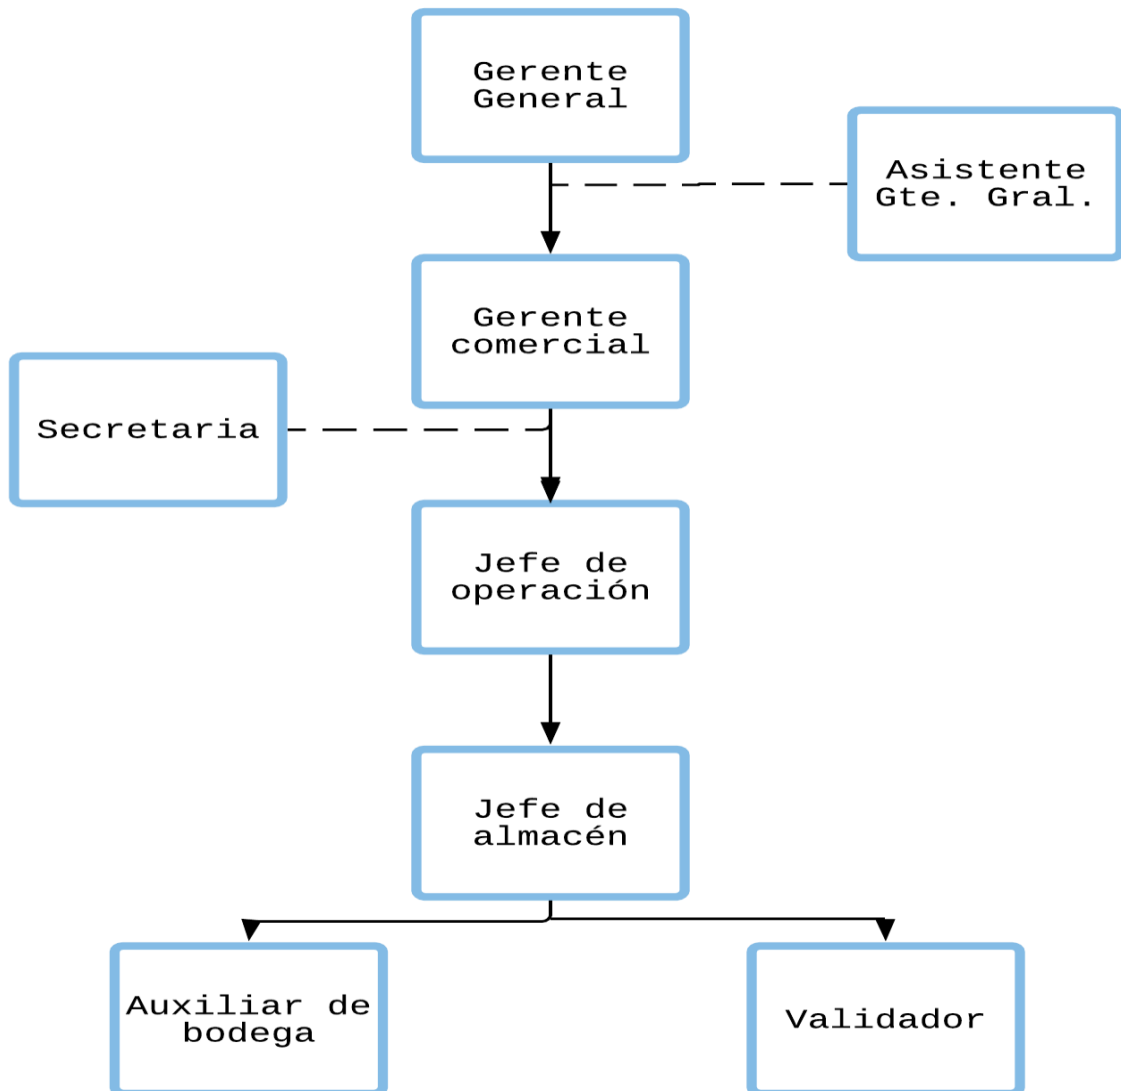 Gerente
General
Asistente
Gte. Gral.
Gerente
comercial
Secretaria
Jefe de
operación
Jefe de
almacén
Auxiliar de
bodega
Validador